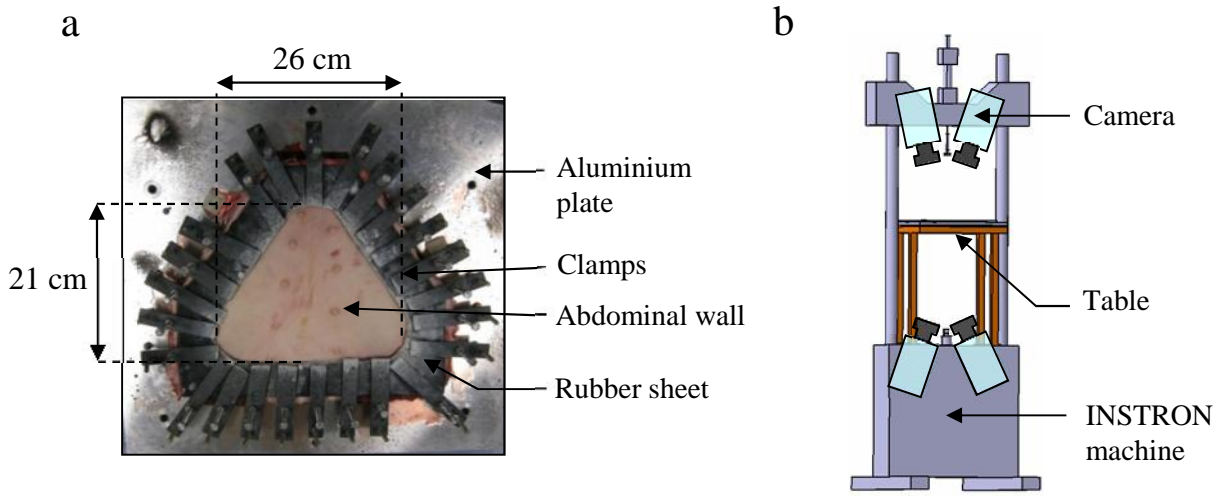 a
26 cm
21 cm
Aluminium
plate
Clamps
Abdominal wall
Rubber sheet
b
Camera
Table
INSTRON
machine